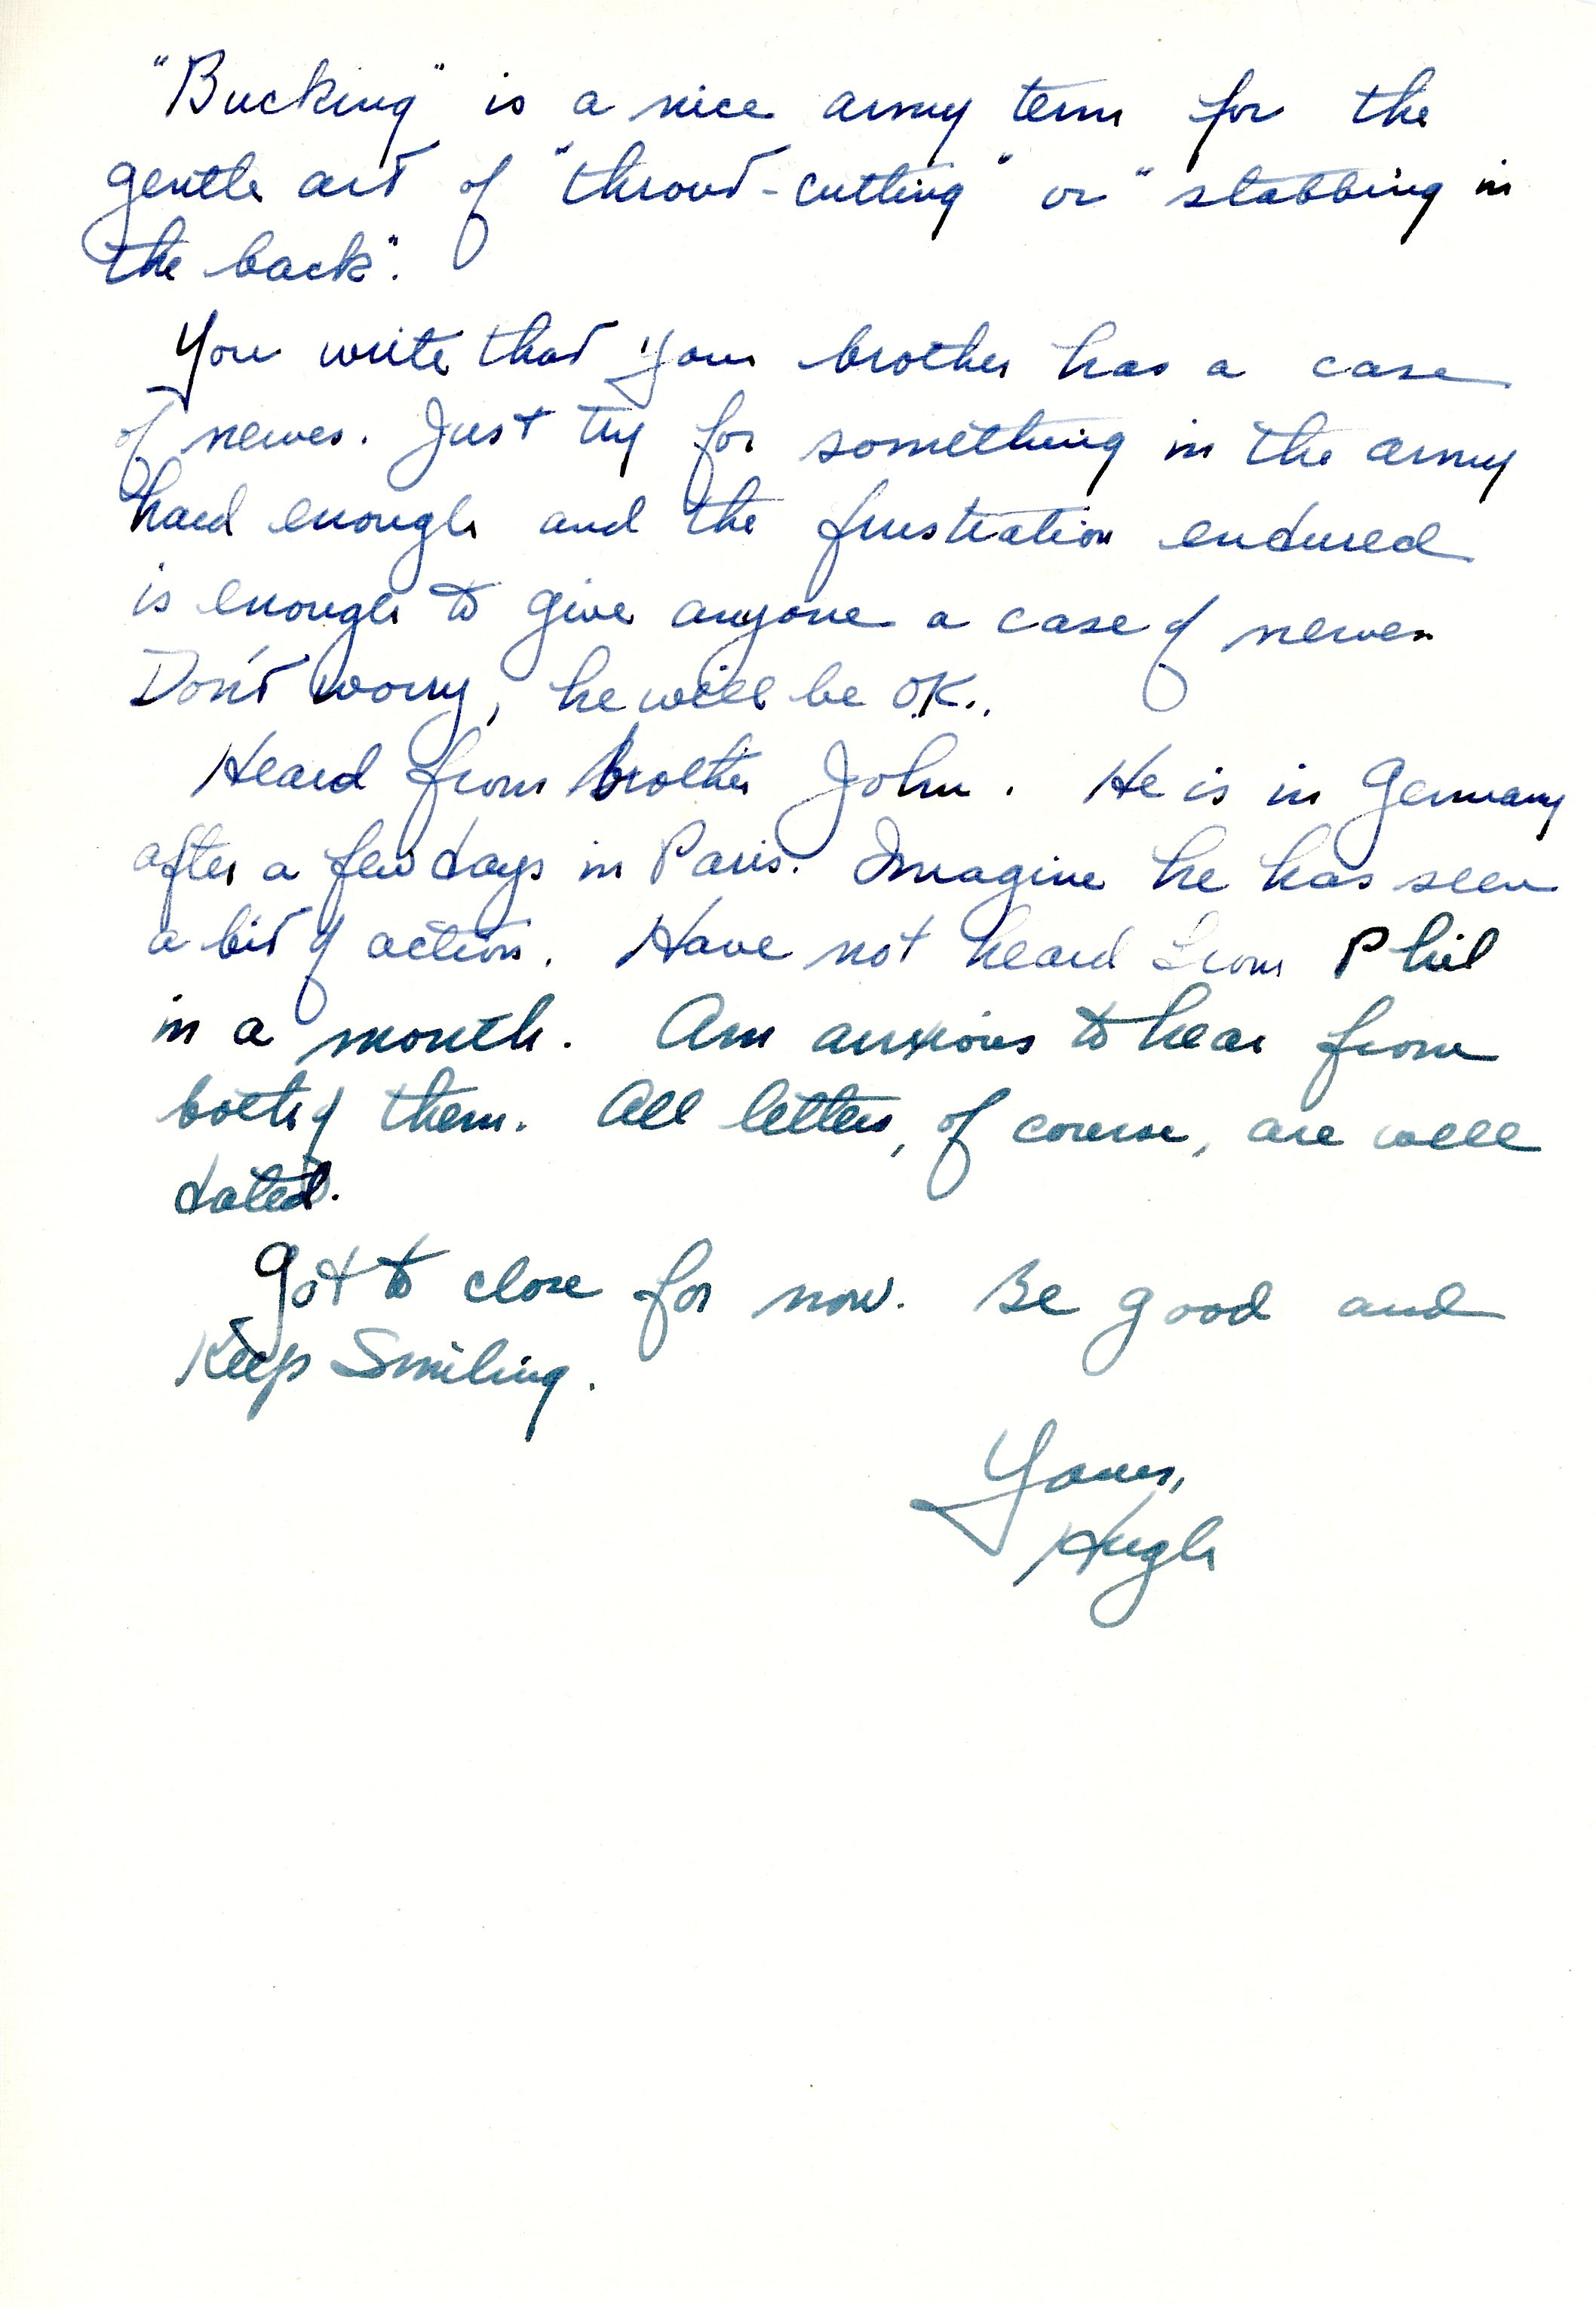 "Bucking" is a nice army term for the
gentle art of "throat-cutting" or "stabbing in
the back".
You write that your brother has a case
of nerves. Just try for something in the army
hard enough and the frustration endured
is enough to give anyone a case of nerves
Don't worry, he will be OK..
Heard from brother John. He is in Germany
after a few days in Paris. Imagine he has seen
a bit of action. Have not heard from Phil
in a month. Am anxious to hear from
both of them. All letters, of course, are well
dated.
Got to close for now. Be good and
Keep Smiling.
Yours,
Hugh